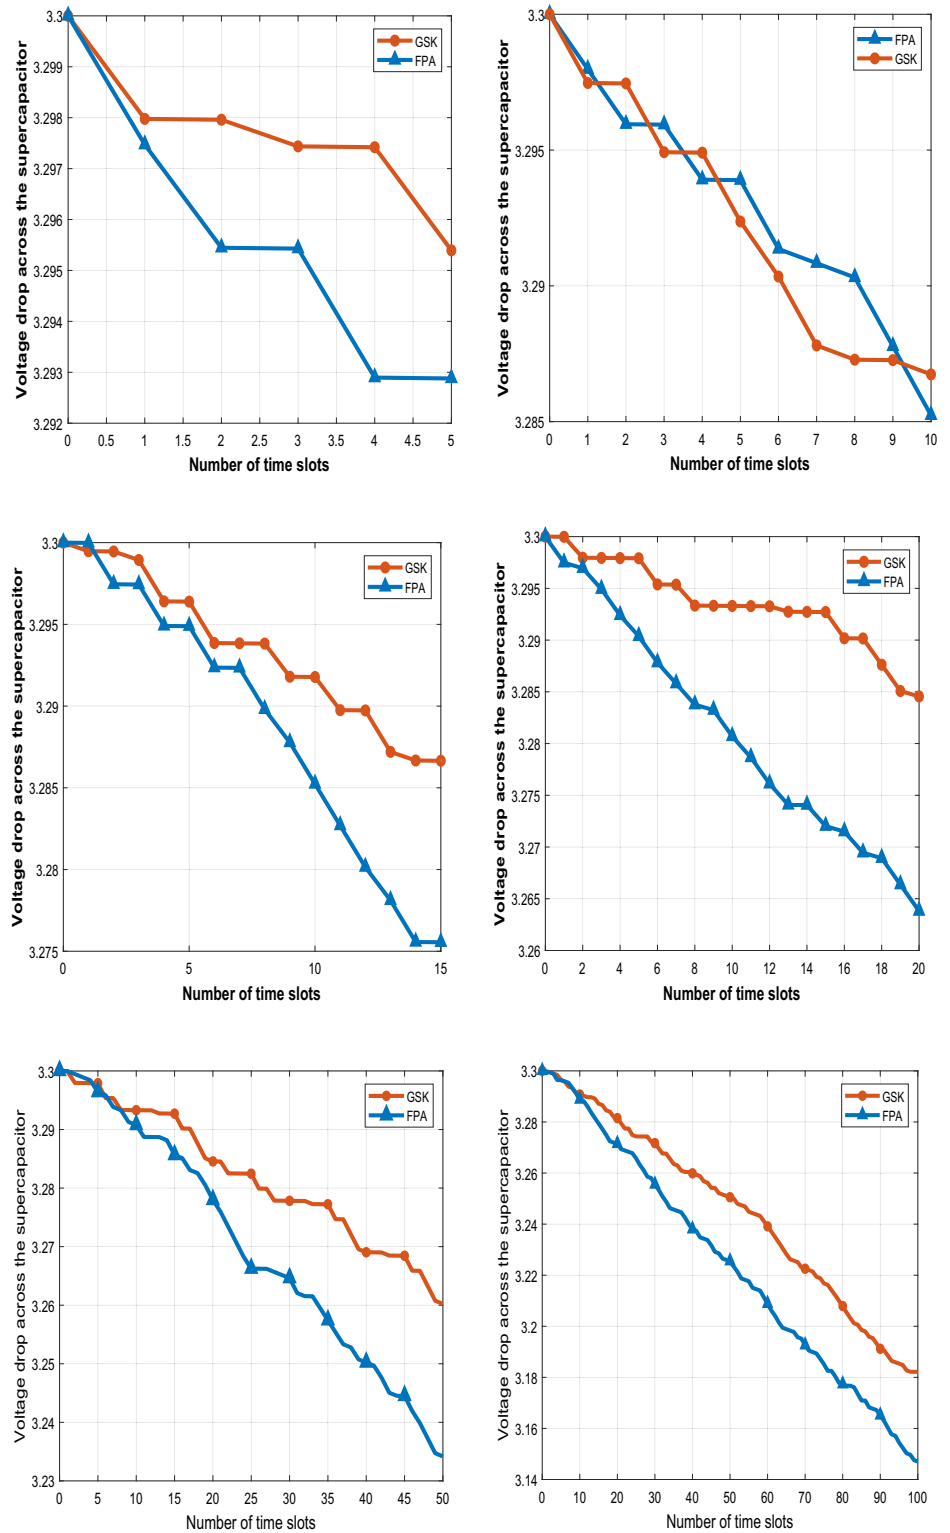 Voltage drop across the supercapacitor
3.3
3.299
3.298
3.297
3.296
3.295
3.294
3.293
3.292
GSK
FPA
0 0.5 1 1.5 2 2.5 3 3.5 4 4.5 5
Number of time slots
Voltage drop across the supercapacitor
3.3
3.295
3.29
3.285
FPA
GSK
0 1 2 3 4 5 6 7 8 9 10
Number of time slots
Voltage drop across the supercapacitor
3.3
3.295
3.29
3.285
3.28
3.275
GSK
FPA
0 5 10 15
Number of time slots
Voltage drop across the supercapacitor
3.3
3.295
3.29
3.285
3.28
3.275
3.27
3.265
3.26
GSK
FPA
0 2 4 6 8 10 12 14 16 18 20
Number of time slots
Voltage drop across the supercapacitor
3.3
3.29
3.28
3.27
3.26
3.25
3.24
3.23
GSK
FPA
0 5 10 15 20 25 30 35 40 45 50
Number of time slots
Voltage drop across the supercapacitor
3.3
3.28
3.26
3.24
3.22
3.2
3.18
3.16
3.14
GSK
FPA
0 10 20 30 40 50 60 70 80 90 100
Number of time slots